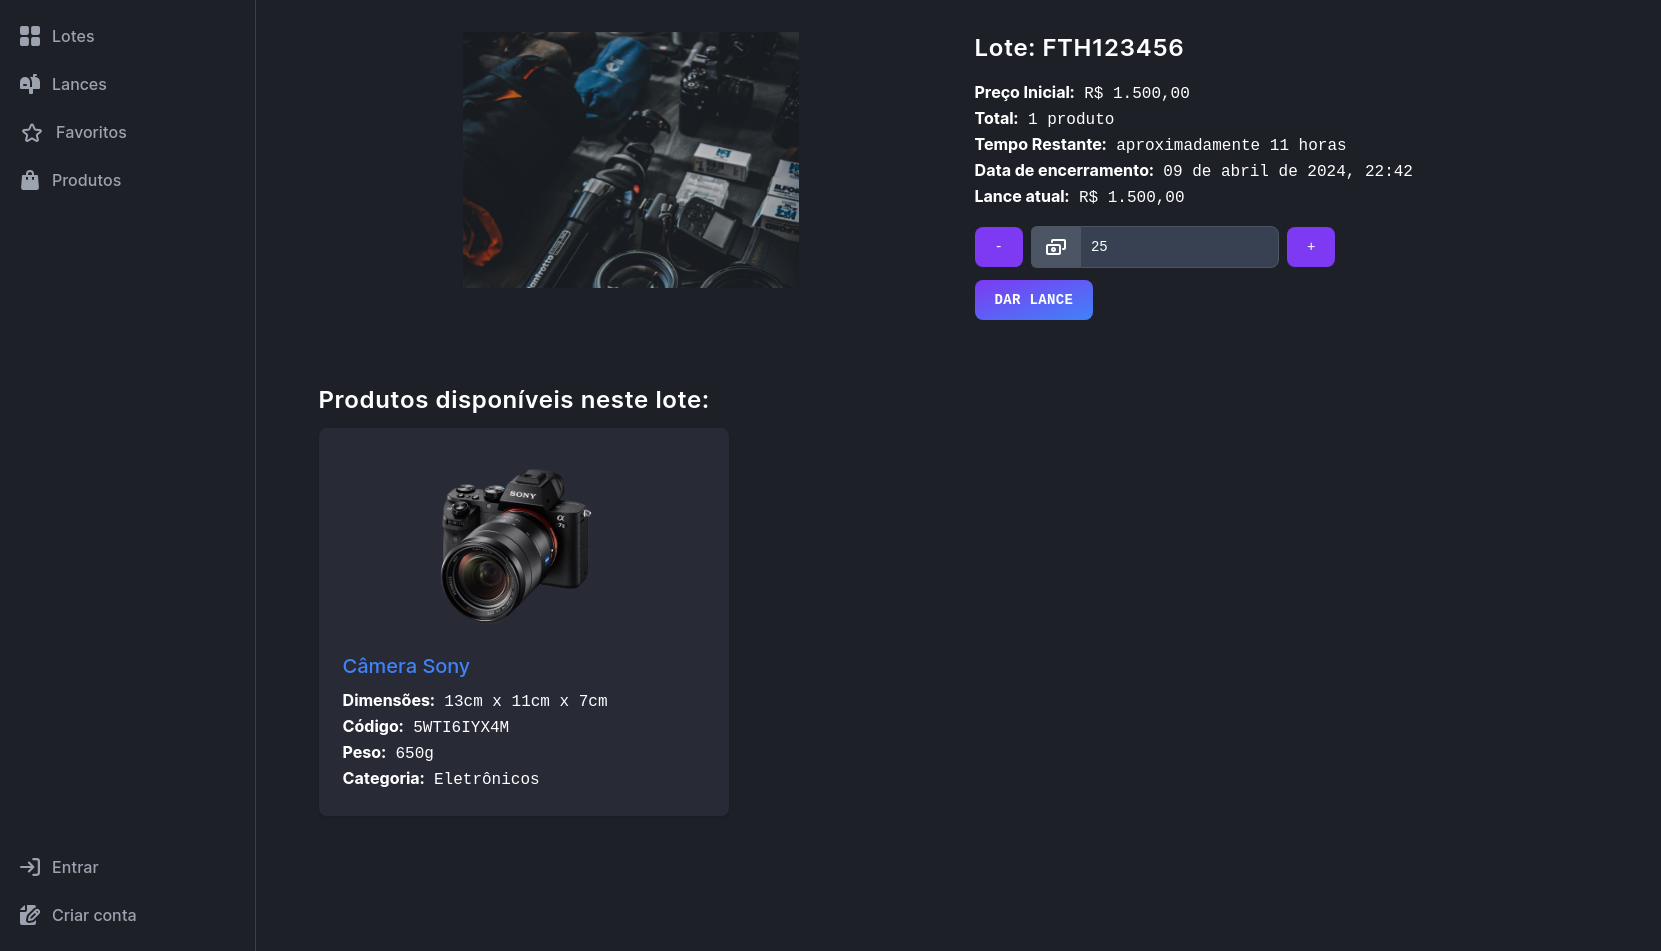 Lotes
Lances
Favoritos
Produtos
Entrar
Criar conta
Lote: FTH123456
Preço Inicial: R$ 1.500,00
Total: 1 produto
Tempo Restante: aproximadamente 11 horas
Data de encerramento: 09 de abril de 2024, 22:42
Lance atual: R$ 1.500,00
- 25 +
DAR LANCE
Produtos disponíveis neste lote:
SONY
Câmera Sony
Dimensões: 13cm x 11cm x 7cm
Código: 5WTI6IYX4M
Peso: 650g
Categoria: Eletrônicos